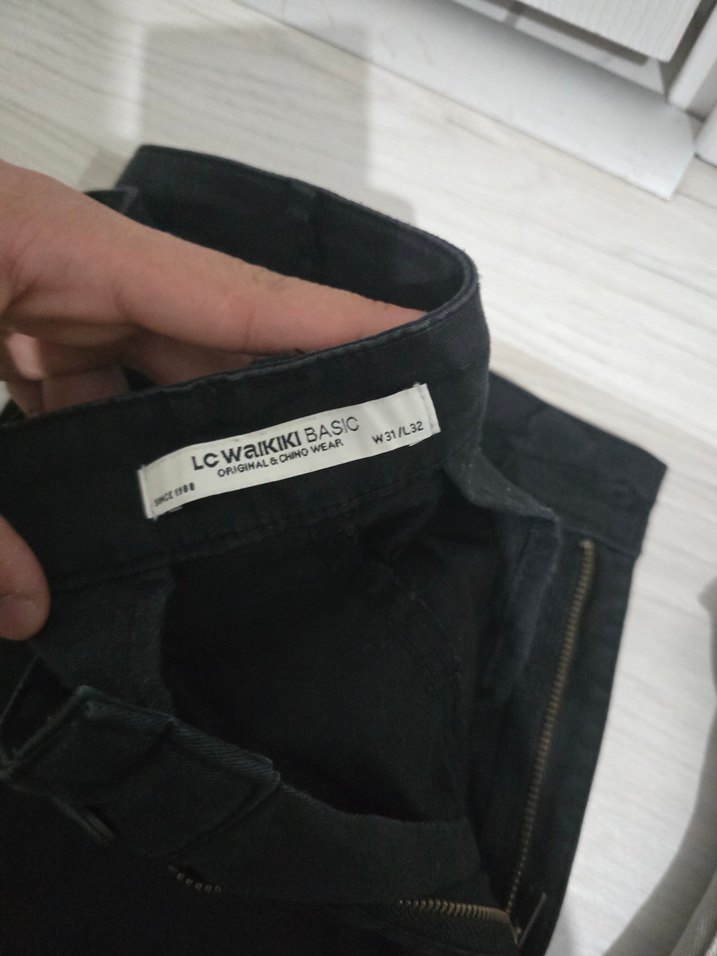 LC WAIKIKI BASIC
ORIGINAL & CHINO WEAR
SINCE 1988
W31/L32